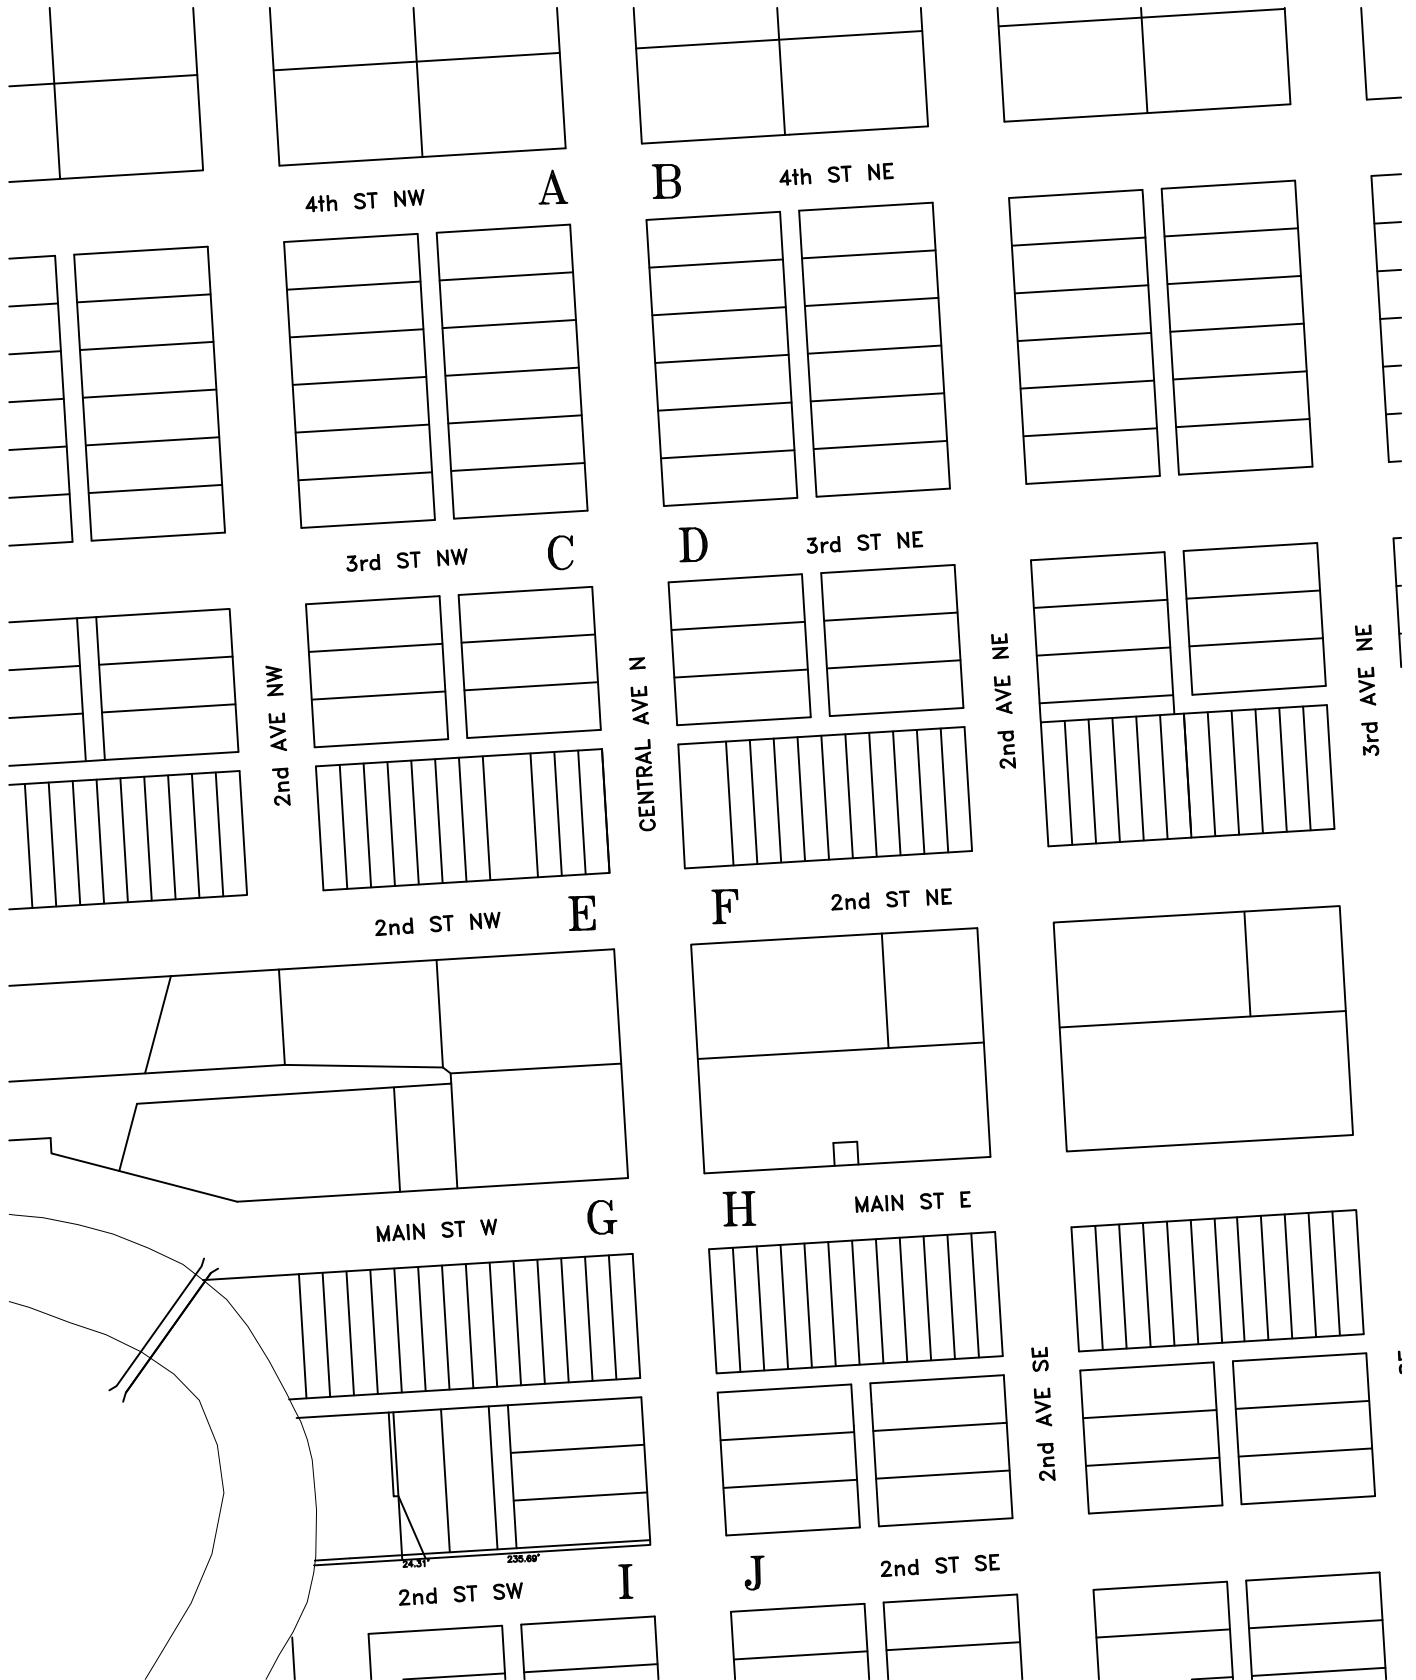 A B
4th ST NW
4th ST NE
C D
3rd ST NW
3rd ST NE
2nd AVE NW
CENTRAL AVE N
2nd AVE NE
3rd AVE NE
E F
2nd ST NW
2nd ST NE
G H
MAIN ST W
MAIN ST E
2nd AVE SE
24.31'
235.69'
I J
2nd ST SW
2nd ST SE